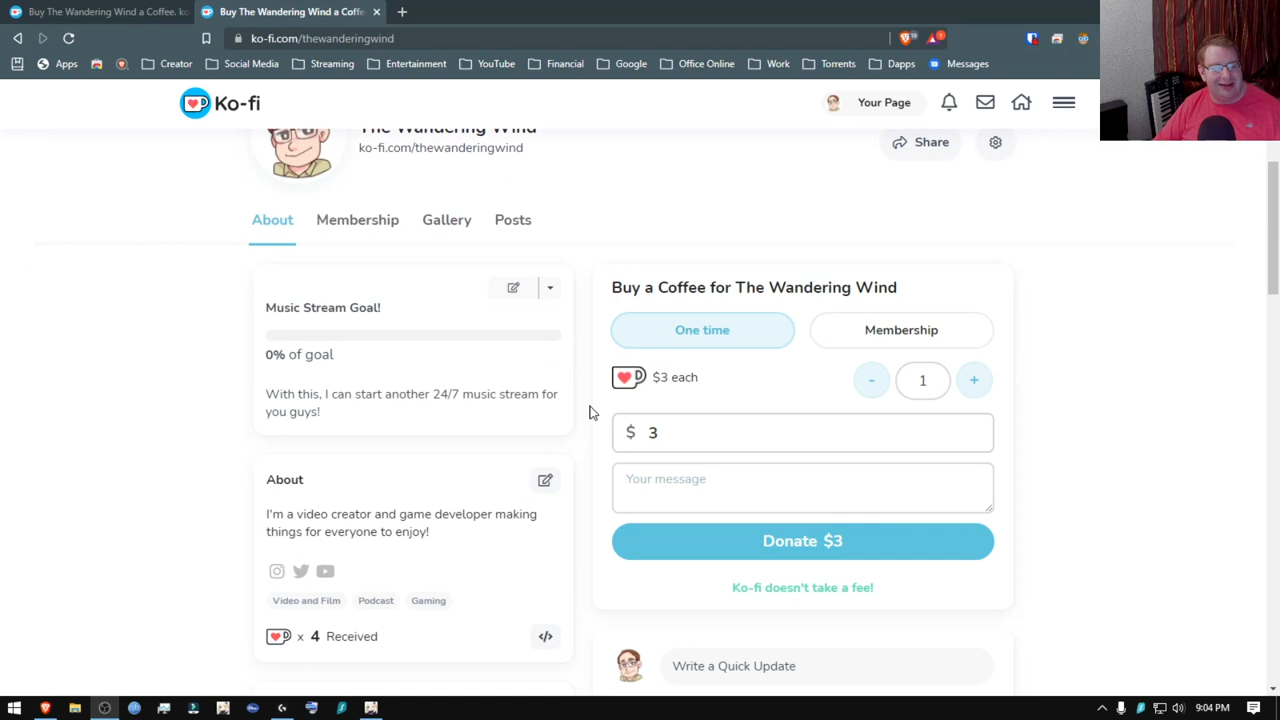 Buy The Wandering Wind a Coffee. k
Buy The Wandering Wind a Coffe
ko-fi.com/thewanderingwind
Apps
Creator
Social Media
Streaming
Entertainment
YouTube
Financial
Google
Office Online
Work
Torrents
Dapps
Messages
Ko-fi
Your Page
The Wandering Wind
ko-fi.com/thewanderingwind
Share
About
Membership
Gallery
Posts
Music Stream Goal!
0% of goal
With this, I can start another 24/7 music stream for
you guys!
About
I'm a video creator and game developer making
things for everyone to enjoy!
Video and Film
Podcast
Gaming
D x 4 Received
</>
Buy a Coffee for The Wandering Wind
One time
Membership
$3 each
- 1 +
$ 3
Your message
Donate $3
Ko-fi doesn't take a fee!
Write a Quick Update
9:04 PM